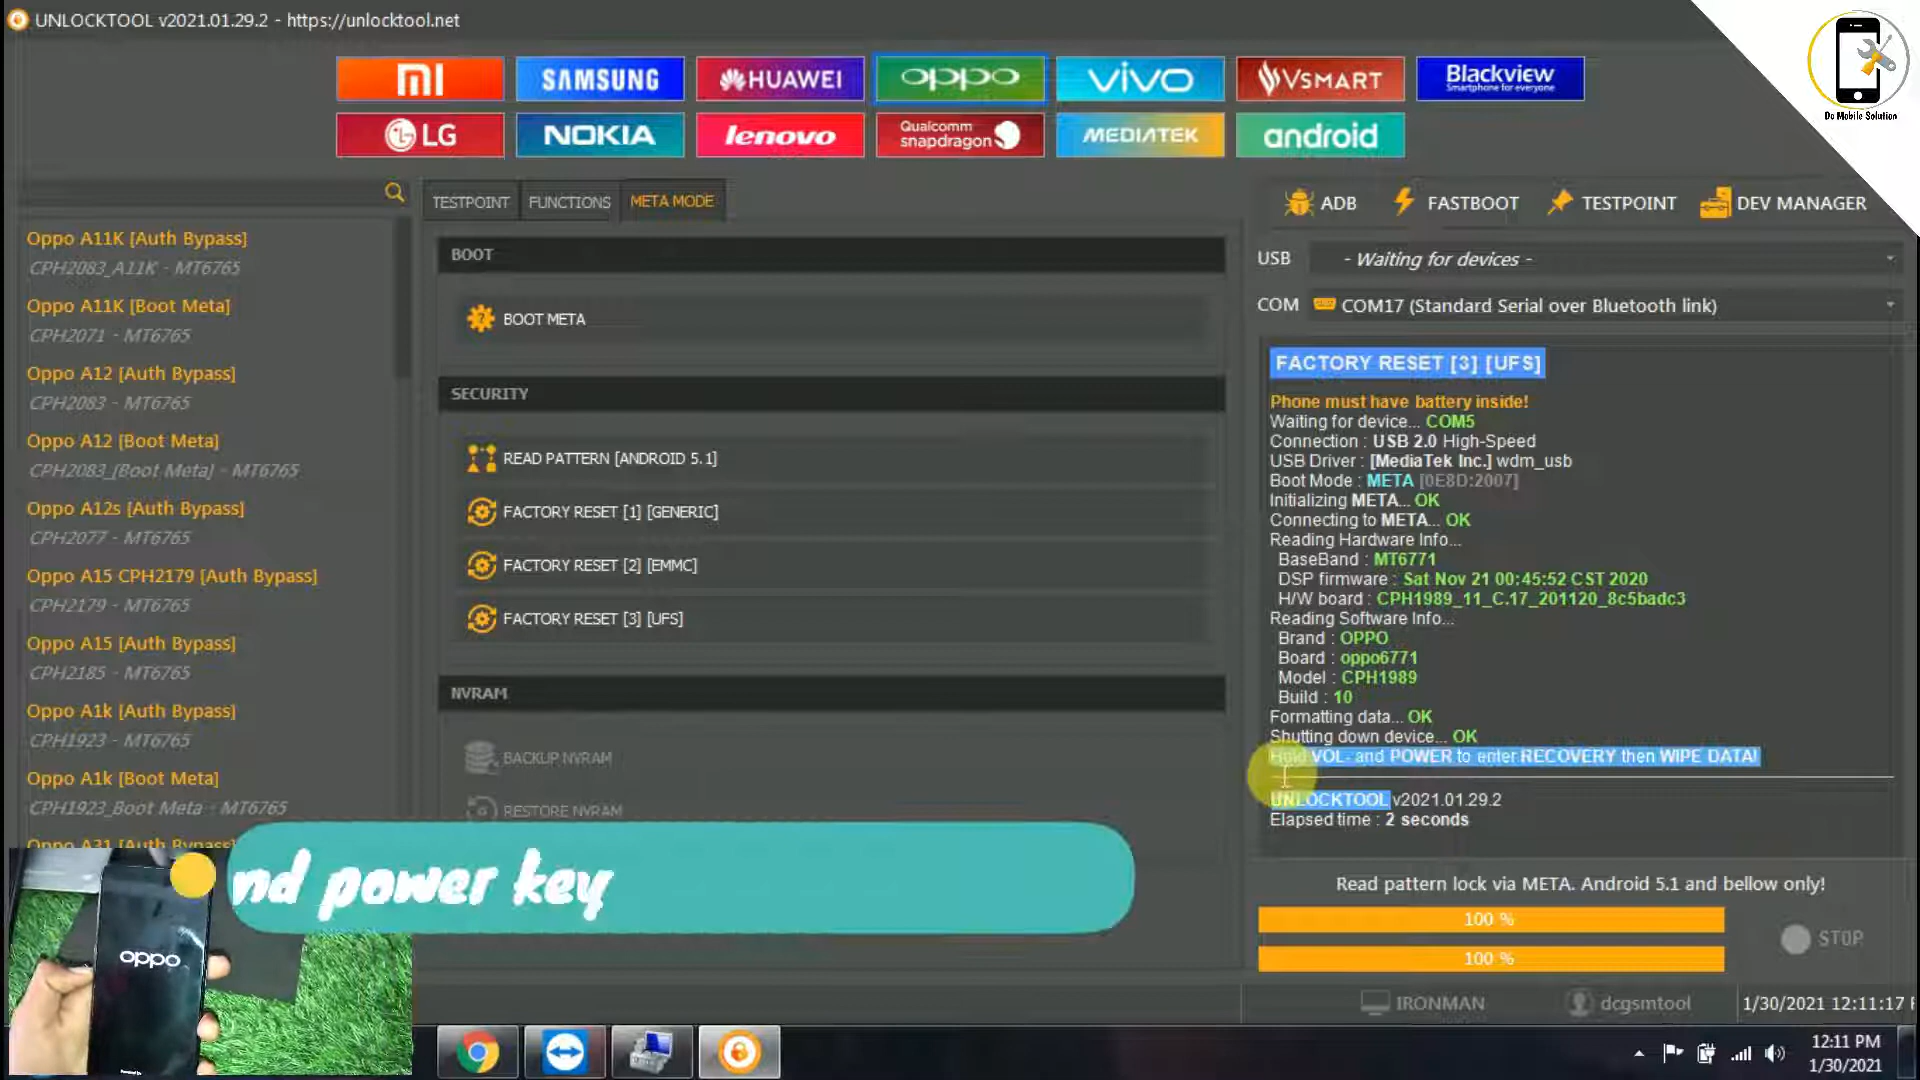 UNLOCKTOOL v2021.01.29.2 - https://unlocktool.net
SAMSUNG
HUAWEI
oppo
vivo
VSMART
Blackview
Smartphone for everyone
LG
NOKIA
lenovo
Qualcomm
snapdragon
MEDIATEK
android
Dc Mobile Solution
TESTPOINT
FUNCTIONS
META MODE
ADB
FASTBOOT
TESTPOINT
DEV MANAGER
Oppo A11K [Auth Bypass]
CPH2083_A11K - MT6765
Oppo A11K [Boot Meta]
CPH2071 - MT6765
Oppo A12 [Auth Bypass]
CPH2083 - MT6765
Oppo A12 [Boot Meta]
CPH2083_[Boot Meta] - MT6765
Oppo A12s [Auth Bypass]
CPH2077 - MT6765
Oppo A15 CPH2179 [Auth Bypass]
CPH2179 - MT6765
Oppo A15 [Auth Bypass]
CPH2185 - MT6765
Oppo A1k [Auth Bypass]
CPH1923 - MT6765
Oppo A1k [Boot Meta]
CPH1923_Boot Meta - MT6765
Oppo A31 [Auth Bypass]
BOOT
BOOT META
SECURITY
READ PATTERN [ANDROID 5.1]
FACTORY RESET [1] [GENERIC]
FACTORY RESET [2] [EMMC]
FACTORY RESET [3] [UFS]
NVRAM
BACKUP NVRAM
RESTORE NVRAM
USB - Waiting for devices -
COM COM17 (Standard Serial over Bluetooth link)
FACTORY RESET [3] [UFS]
Phone must have battery inside!
Waiting for device... COM5
Connection : USB 2.0 High-Speed
USB Driver : [MediaTek Inc.] wdm_usb
Boot Mode : META [0E8D:2007]
Initializing META... OK
Connecting to META... OK
Reading Hardware Info...
BaseBand : MT6771
DSP firmware : Sat Nov 21 00:45:52 CST 2020
H/W board : CPH1989_11_C.17_201120_8c5badc3
Reading Software Info...
Brand : OPPO
Board : oppo6771
Model : CPH1989
Build : 10
Formatting data... OK
Shutting down device... OK
Hold VOL- and POWER to enter RECOVERY then WIPE DATA!
UNLOCKTOOL v2021.01.29.2
Elapsed time : 2 seconds
Read pattern lock via META. Android 5.1 and bellow only!
100 %
100 %
STOP
IRONMAN
dcgsmtool
1/30/2021 12:11:17
nd power key
oppo
12:11 PM
1/30/2021